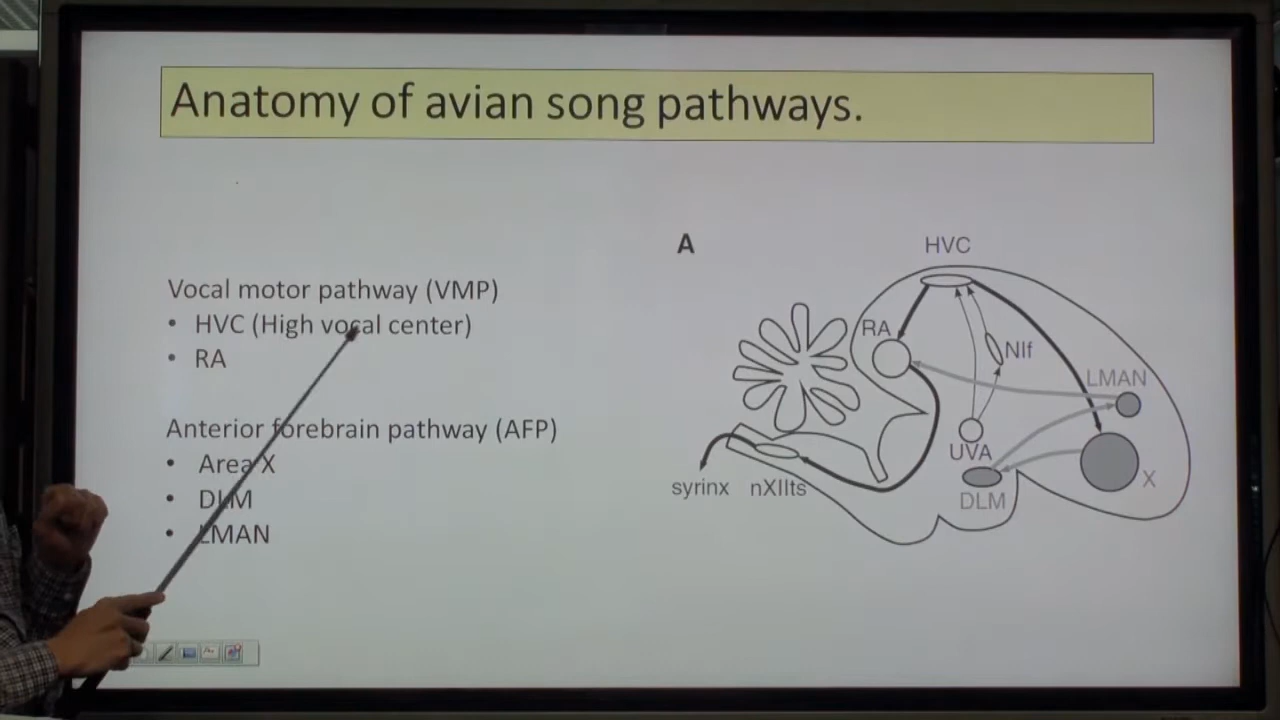 Anatomy of avian song pathways.
Vocal motor pathway (VMP)
• HVC (High vocal center)
• RA
Anterior forebrain pathway (AFP)
• Area X
• DLM
• LMAN
A
HVC
RA
NIf
LMAN
UVA
X
DLM
syrinx nXIIts